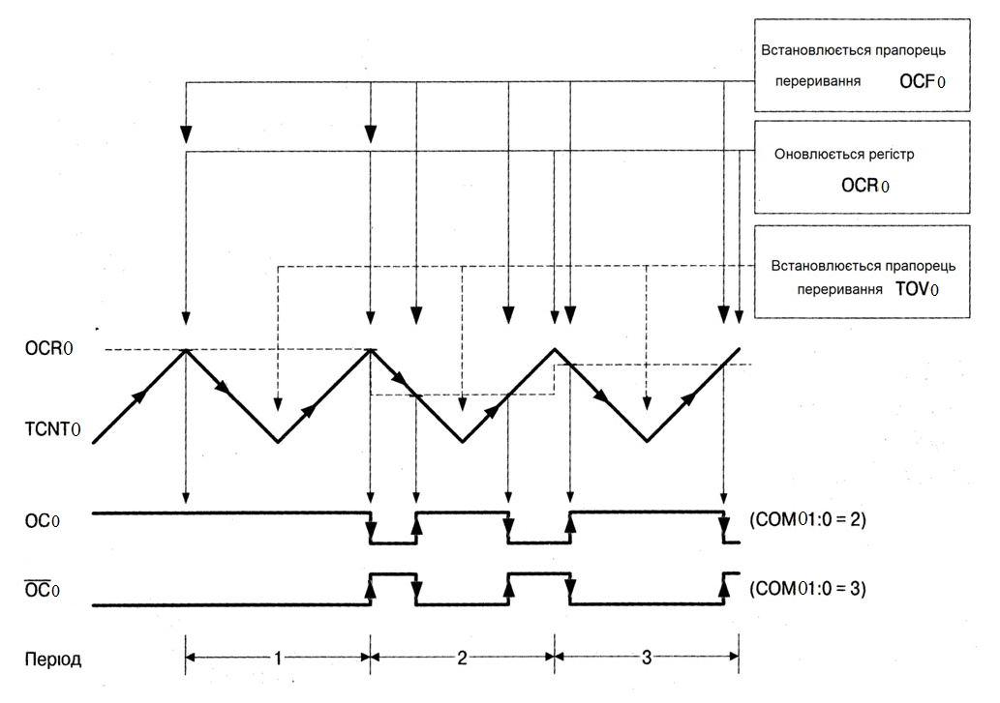 Встановлюється прапорець
переривання OCF0
Оновлюється регістр
OCR0
Встановлюється прапорець
переривання TOV0
OCR0
TCNT0
OC0
(COM01:0 = 2)
OC0
(COM01:0 = 3)
Період
1
2
3